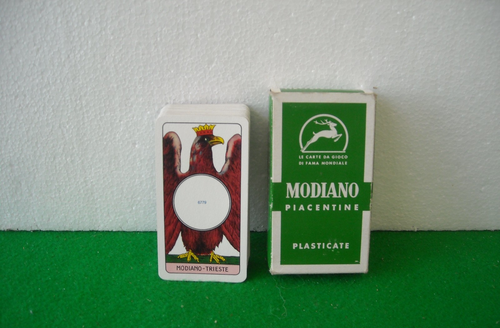 MODIANO-TRIESTE
LE CARTE DA GIOCO
DI FAMA MONDIALE
MODIANO
PIACENTINE
PLASTICATE